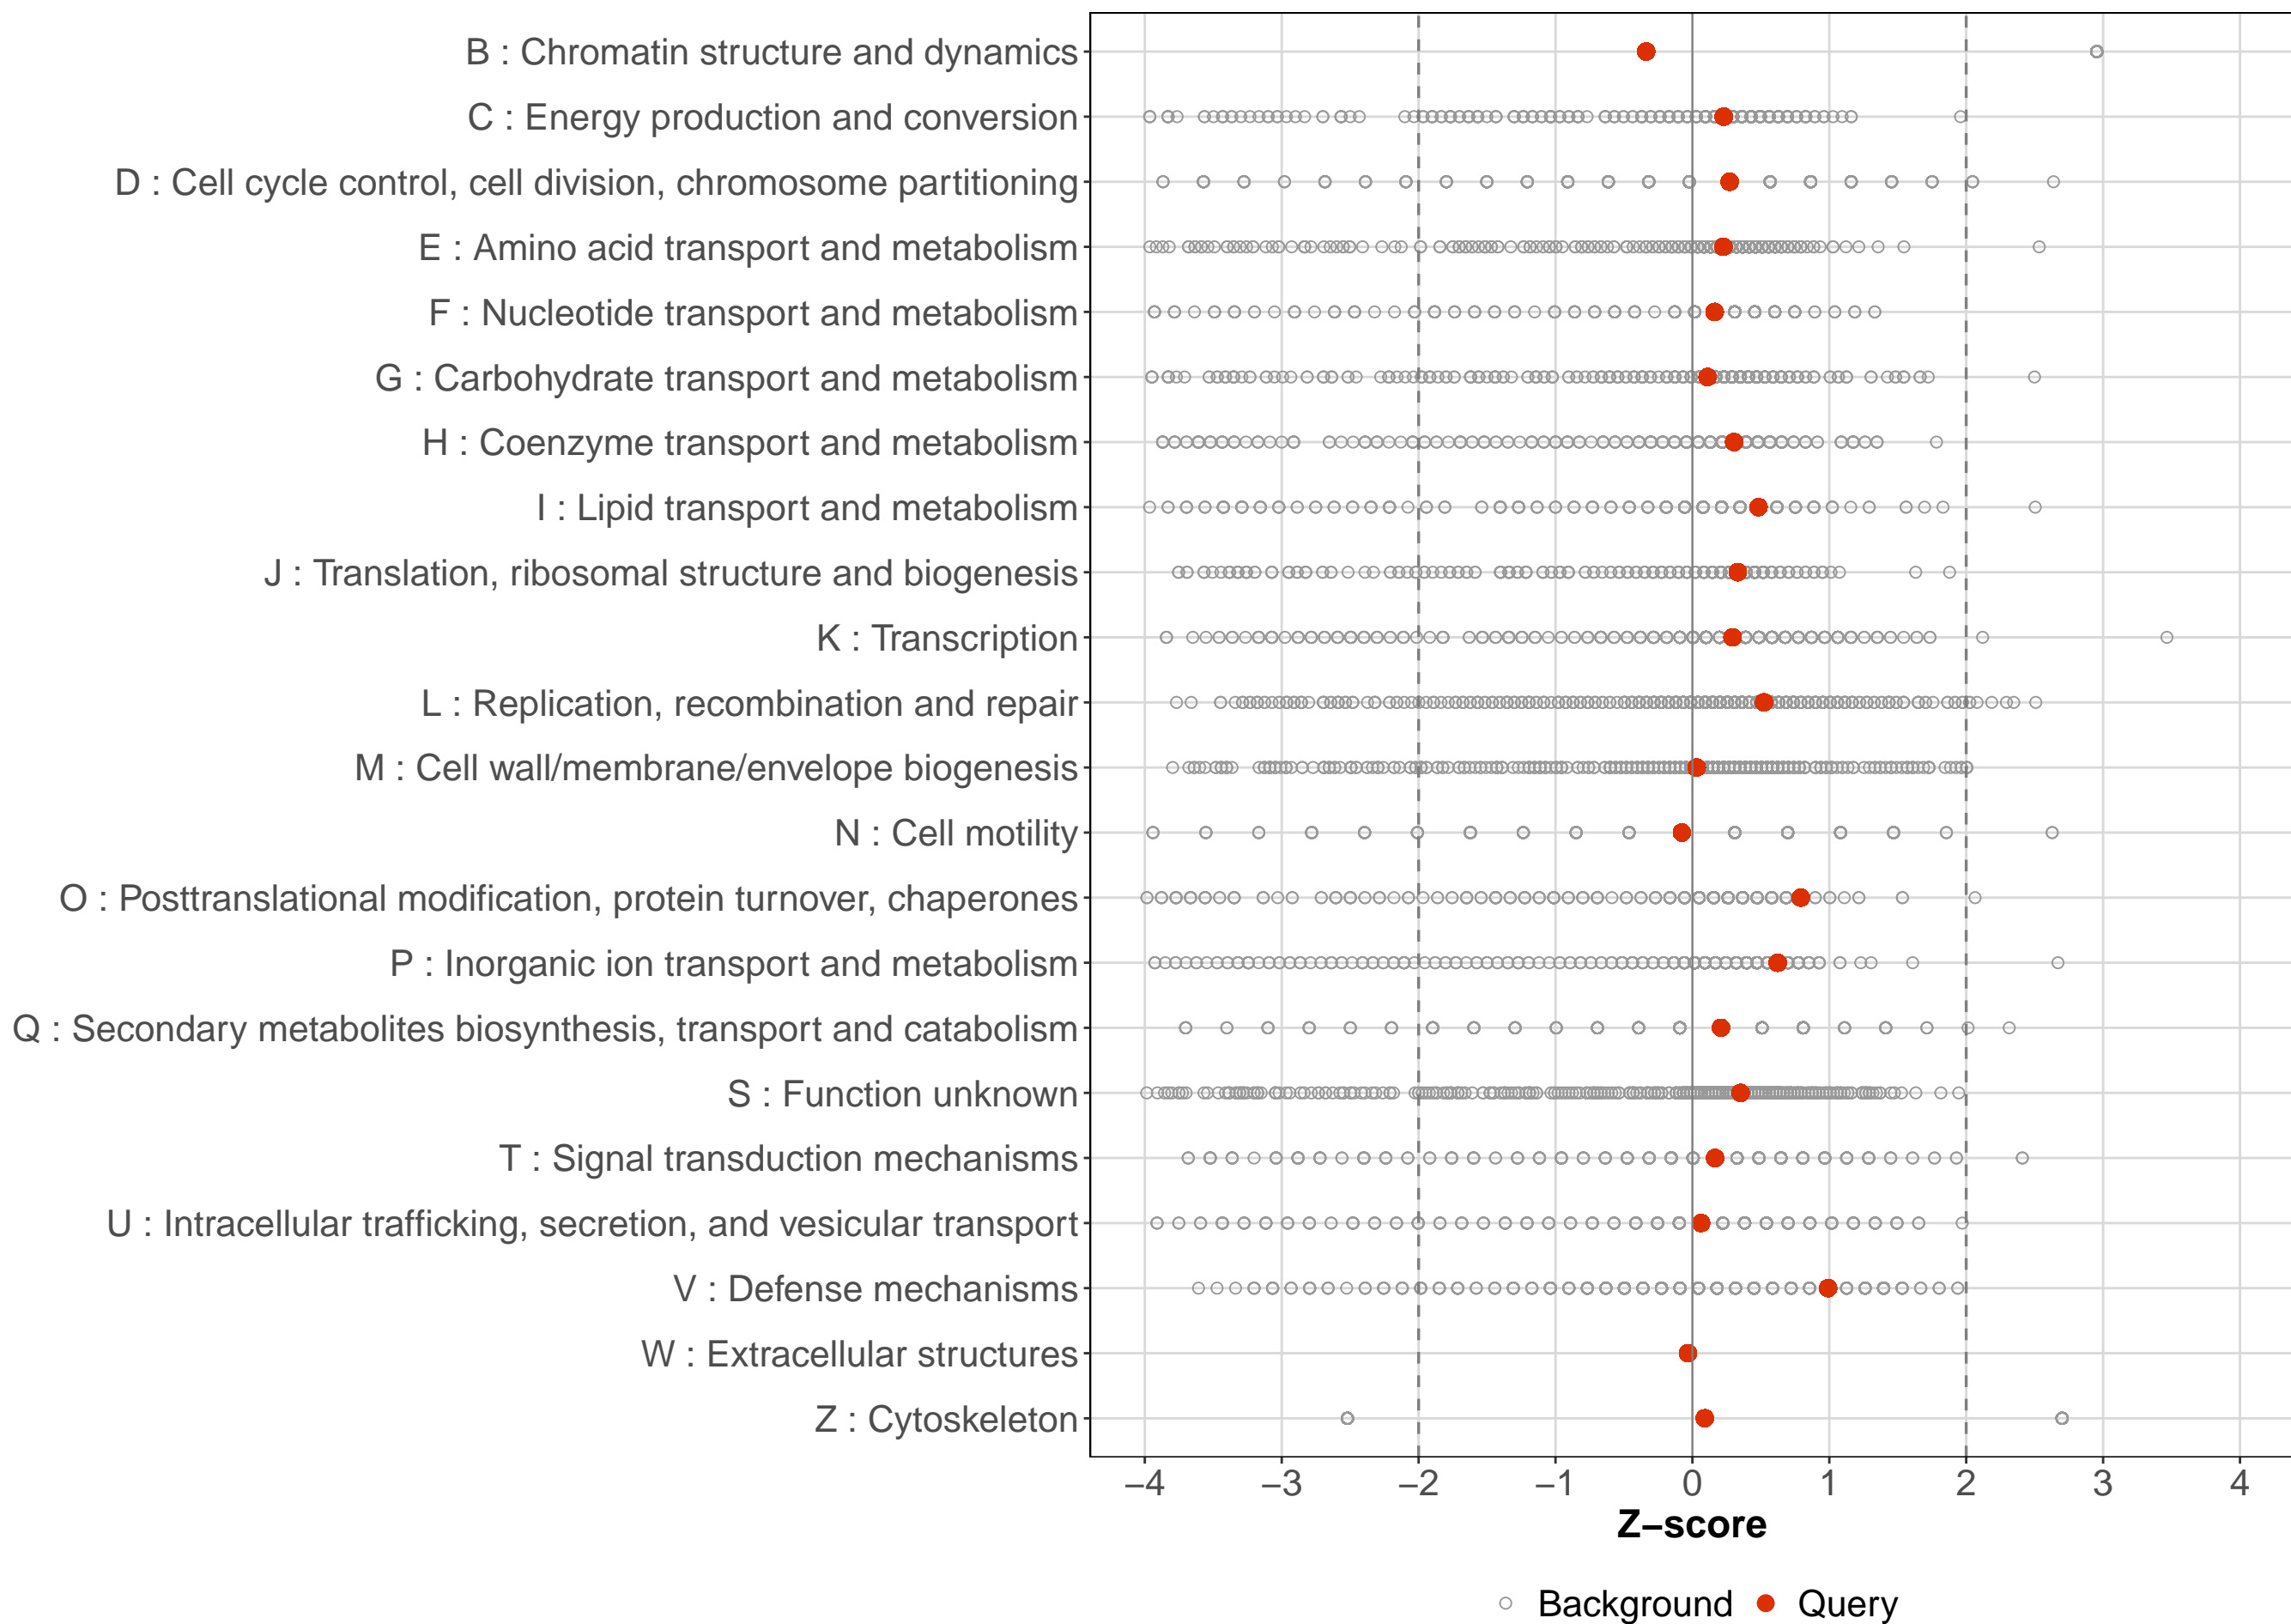 B : Chromatin structure and dynamics
C : Energy production and conversion
D : Cell cycle control, cell division, chromosome partitioning
E : Amino acid transport and metabolism
F : Nucleotide transport and metabolism
G : Carbohydrate transport and metabolism
H : Coenzyme transport and metabolism
I : Lipid transport and metabolism
J : Translation, ribosomal structure and biogenesis
K : Transcription
L : Replication, recombination and repair
M : Cell wall/membrane/envelope biogenesis
N : Cell motility
O : Posttranslational modification, protein turnover, chaperones
P : Inorganic ion transport and metabolism
Q : Secondary metabolites biosynthesis, transport and catabolism
S : Function unknown
T : Signal transduction mechanisms
U : Intracellular trafficking, secretion, and vesicular transport
V : Defense mechanisms
W : Extracellular structures
Z : Cytoskeleton
−4 −3 −2 −1 0 1 2 3 4
Z−score
Background Query